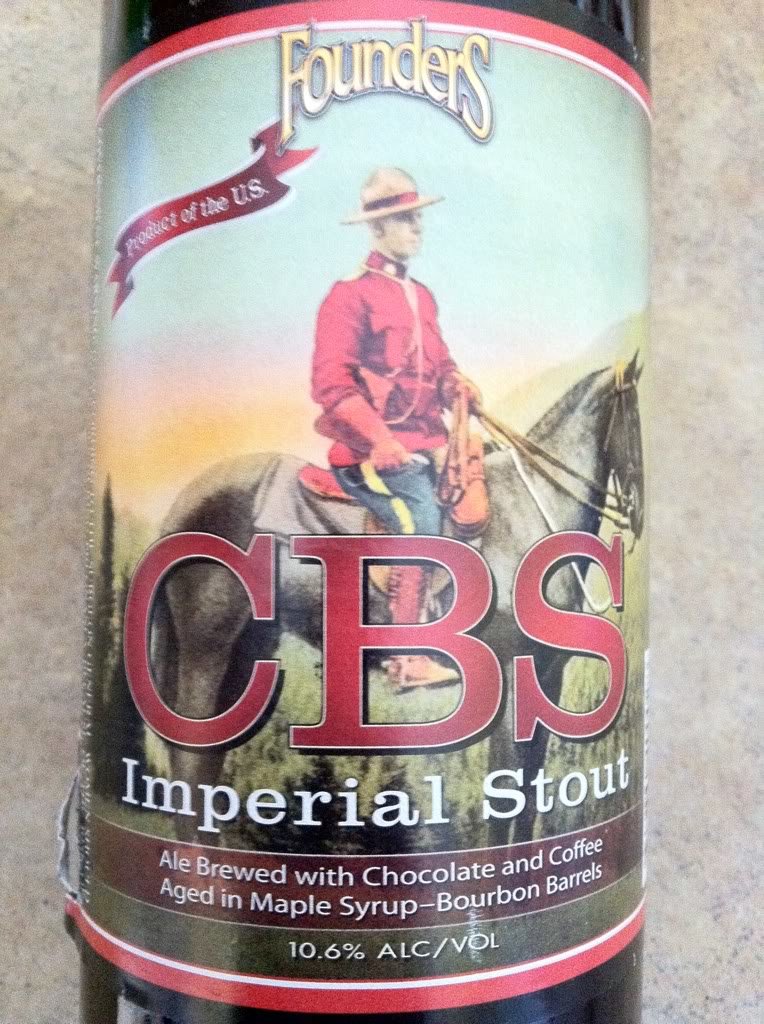 Founders
Product of the U.S.
CBS
Imperial Stout
Ale Brewed with Chocolate and Coffee
Aged in Maple Syrup–Bourbon Barrels
10.6% ALC/VOL